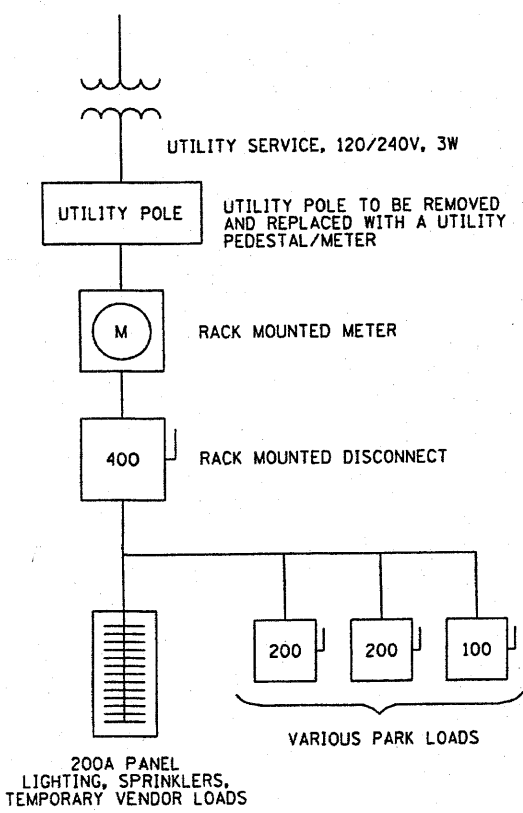 UTILITY SERVICE, 120/240V, 3W
UTILITY POLE
UTILITY POLE TO BE REMOVED
AND REPLACED WITH A UTILITY
PEDESTAL/METER
M
RACK MOUNTED METER
400
RACK MOUNTED DISCONNECT
200
200
100
VARIOUS PARK LOADS
200A PANEL
LIGHTING, SPRINKLERS,
TEMPORARY VENDOR LOADS